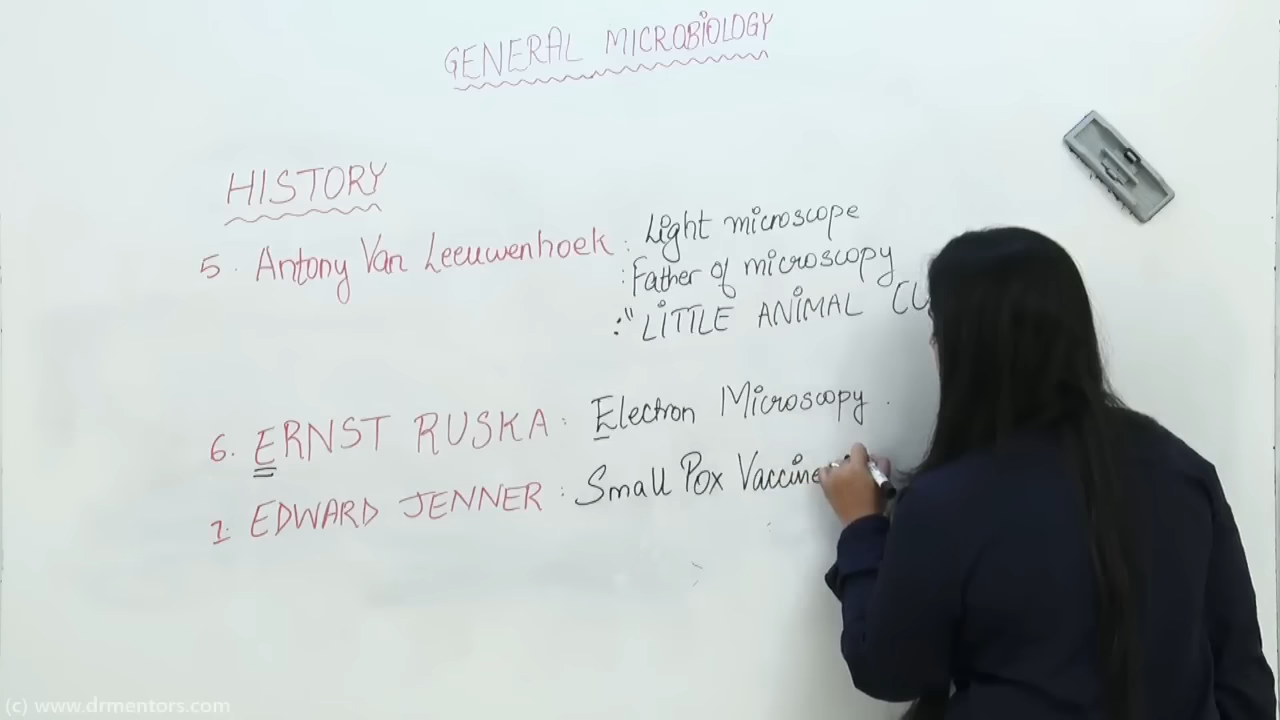 GENERAL MICROBIOLOGY
HISTORY
5. Antony Van Leeuwenhoek : Light microscope
: Father of microscopy
:" LITTLE ANIMAL
6. ERNST RUSKA : Electron Microscopy.
7. EDWARD JENNER : Small Pox Vaccine
(c) www.drmentors.com